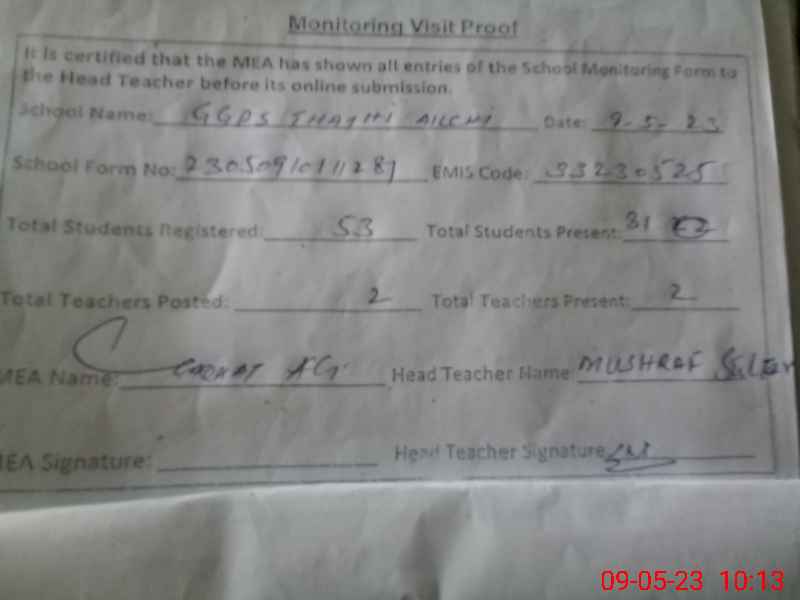 Monitoring Visit Proof
It is certified that the MEA has shown all entries of the School Monitoring Form to
the Head Teacher before its online submission.
School Name: GGPS Date: 9-5-23
School Form No: EMIS Code: 33230525
Total Students Registered: 53 Total Students Present: 31
Total Teachers Posted: 2 Total Teachers Present: 2
MEA Name: Head Teacher Name MUSHRAF
MEA Signature: Head Teacher Signature
09-05-23 10:13